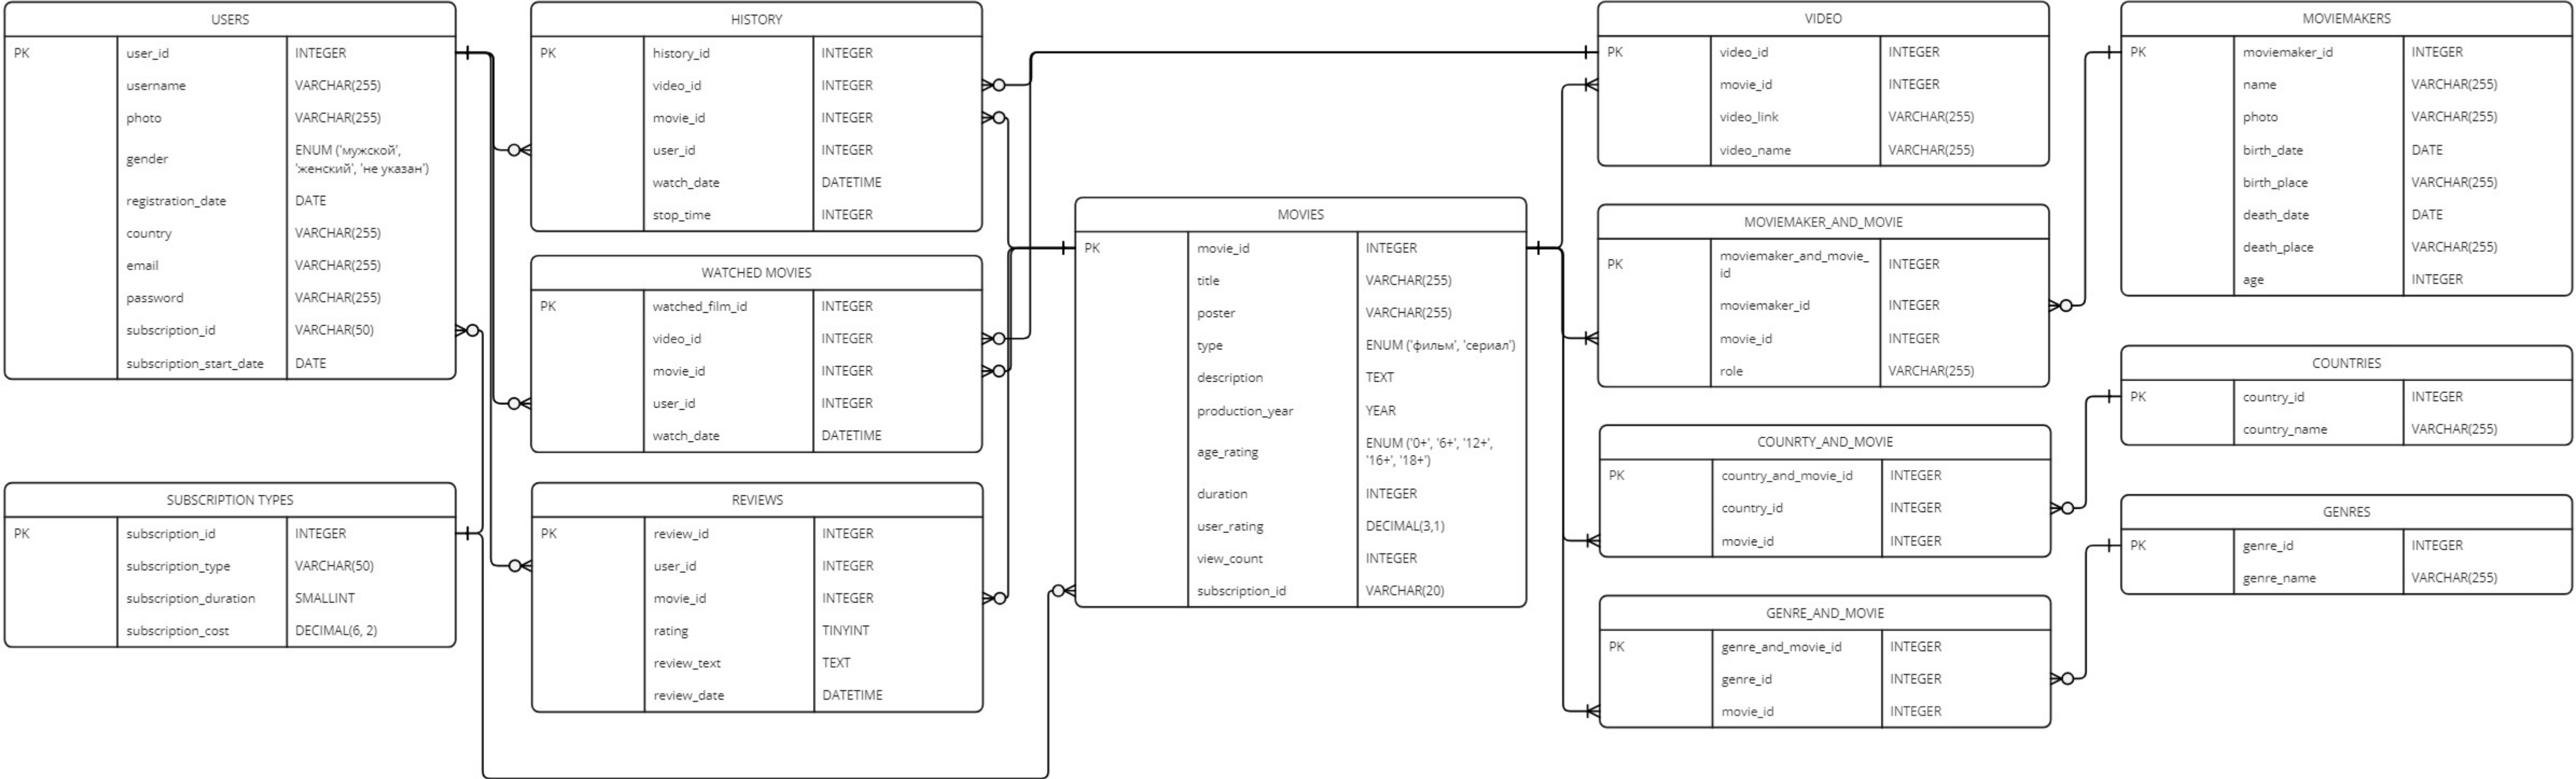 USERS
PK user_id INTEGER
username VARCHAR(255)
photo VARCHAR(255)
gender ENUM ('мужской',
'женский', 'не указан')
registration_date DATE
country VARCHAR(255)
email VARCHAR(255)
password VARCHAR(255)
subscription_id VARCHAR(50)
subscription_start_date DATE
SUBSCRIPTION TYPES
PK subscription_id INTEGER
subscription_type VARCHAR(50)
subscription_duration SMALLINT
subscription_cost DECIMAL(6, 2)
HISTORY
PK history_id INTEGER
video_id INTEGER
movie_id INTEGER
user_id INTEGER
watch_date DATETIME
stop_time INTEGER
WATCHED MOVIES
PK watched_film_id INTEGER
video_id INTEGER
movie_id INTEGER
user_id INTEGER
watch_date DATETIME
REVIEWS
PK review_id INTEGER
user_id INTEGER
movie_id INTEGER
rating TINYINT
review_text TEXT
review_date DATETIME
MOVIES
PK movie_id INTEGER
title VARCHAR(255)
poster VARCHAR(255)
type ENUM ('фильм', 'сериал')
description TEXT
production_year YEAR
age_rating ENUM ('0+', '6+', '12+',
'16+', '18+')
duration INTEGER
user_rating DECIMAL(3,1)
view_count INTEGER
subscription_id VARCHAR(20)
VIDEO
PK video_id INTEGER
movie_id INTEGER
video_link VARCHAR(255)
video_name VARCHAR(255)
MOVIEMAKER_AND_MOVIE
PK moviemaker_and_movie_
id INTEGER
moviemaker_id INTEGER
movie_id INTEGER
role VARCHAR(255)
COUNRTY_AND_MOVIE
PK country_and_movie_id INTEGER
country_id INTEGER
movie_id INTEGER
GENRE_AND_MOVIE
PK genre_and_movie_id INTEGER
genre_id INTEGER
movie_id INTEGER
MOVIEMAKERS
PK moviemaker_id INTEGER
name VARCHAR(255)
photo VARCHAR(255)
birth_date DATE
birth_place VARCHAR(255)
death_date DATE
death_place VARCHAR(255)
age INTEGER
COUNTRIES
PK country_id INTEGER
country_name VARCHAR(255)
GENRES
PK genre_id INTEGER
genre_name VARCHAR(255)